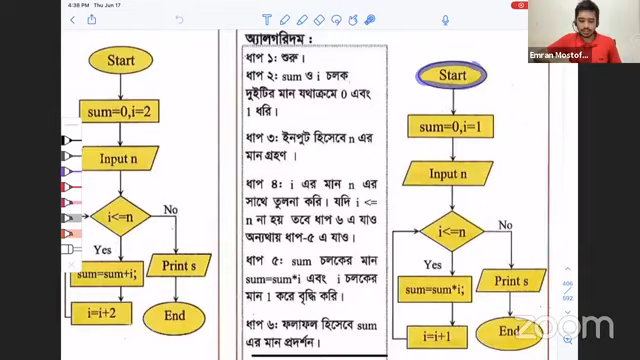 4:38 PM Thu Jun 17
Emran Mostof...
Start
sum=0,i=2
Input n
i<=n
No
Yes
sum=sum+i;
Print s
i=i+2
End
অ্যালগরিদম :
ধাপ ১: শুরু।
ধাপ ২: sum ও i চলক
দুইটির মান যথাক্রমে 0 এবং
1 ধরি।
ধাপ ৩: ইনপুট হিসেবে n এর
মান গ্রহণ ।
ধাপ ৪: i এর মান n এর
সাথে তুলনা করি। যদি i <=
n না হয় তবে ধাপ ৬ এ যাও
অন্যথায় ধাপ-৫ এ যাও।
ধাপ ৫: sum চলকের মান
sum=sum*i এবং i চলকের
মান 1 করে বৃদ্ধি করি।
ধাপ ৬: ফলাফল হিসেবে sum
এর মান প্রদর্শন।
Start
sum=0,i=1
Input n
i<=n
No
Yes
sum=sum*i;
Print s
i=i+1
End
406
592
LIVE